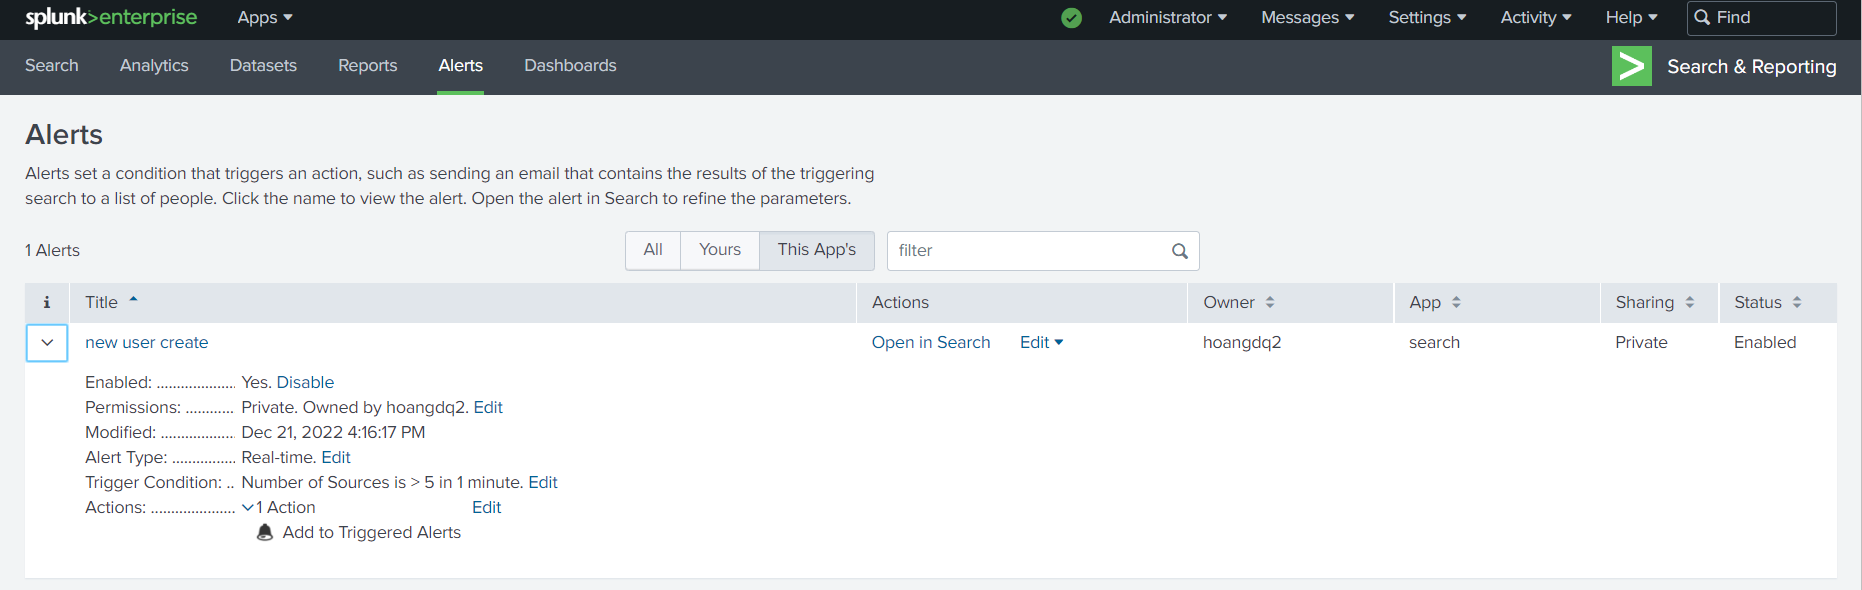 splunk>enterprise Apps Administrator Messages Settings Activity Help Find
Search Analytics Datasets Reports Alerts Dashboards Search & Reporting
Alerts
Alerts set a condition that triggers an action, such as sending an email that contains the results of the triggering
search to a list of people. Click the name to view the alert. Open the alert in Search to refine the parameters.
1 Alerts All Yours This App's filter
i Title Actions Owner App Sharing Status
new user create Open in Search Edit hoangdq2 search Private Enabled
Enabled: .................... Yes. Disable
Permissions: ............ Private. Owned by hoangdq2. Edit
Modified: ................... Dec 21, 2022 4:16:17 PM
Alert Type: ................ Real-time. Edit
Trigger Condition: .. Number of Sources is > 5 in 1 minute. Edit
Actions: ..................... 1 Action Edit
Add to Triggered Alerts